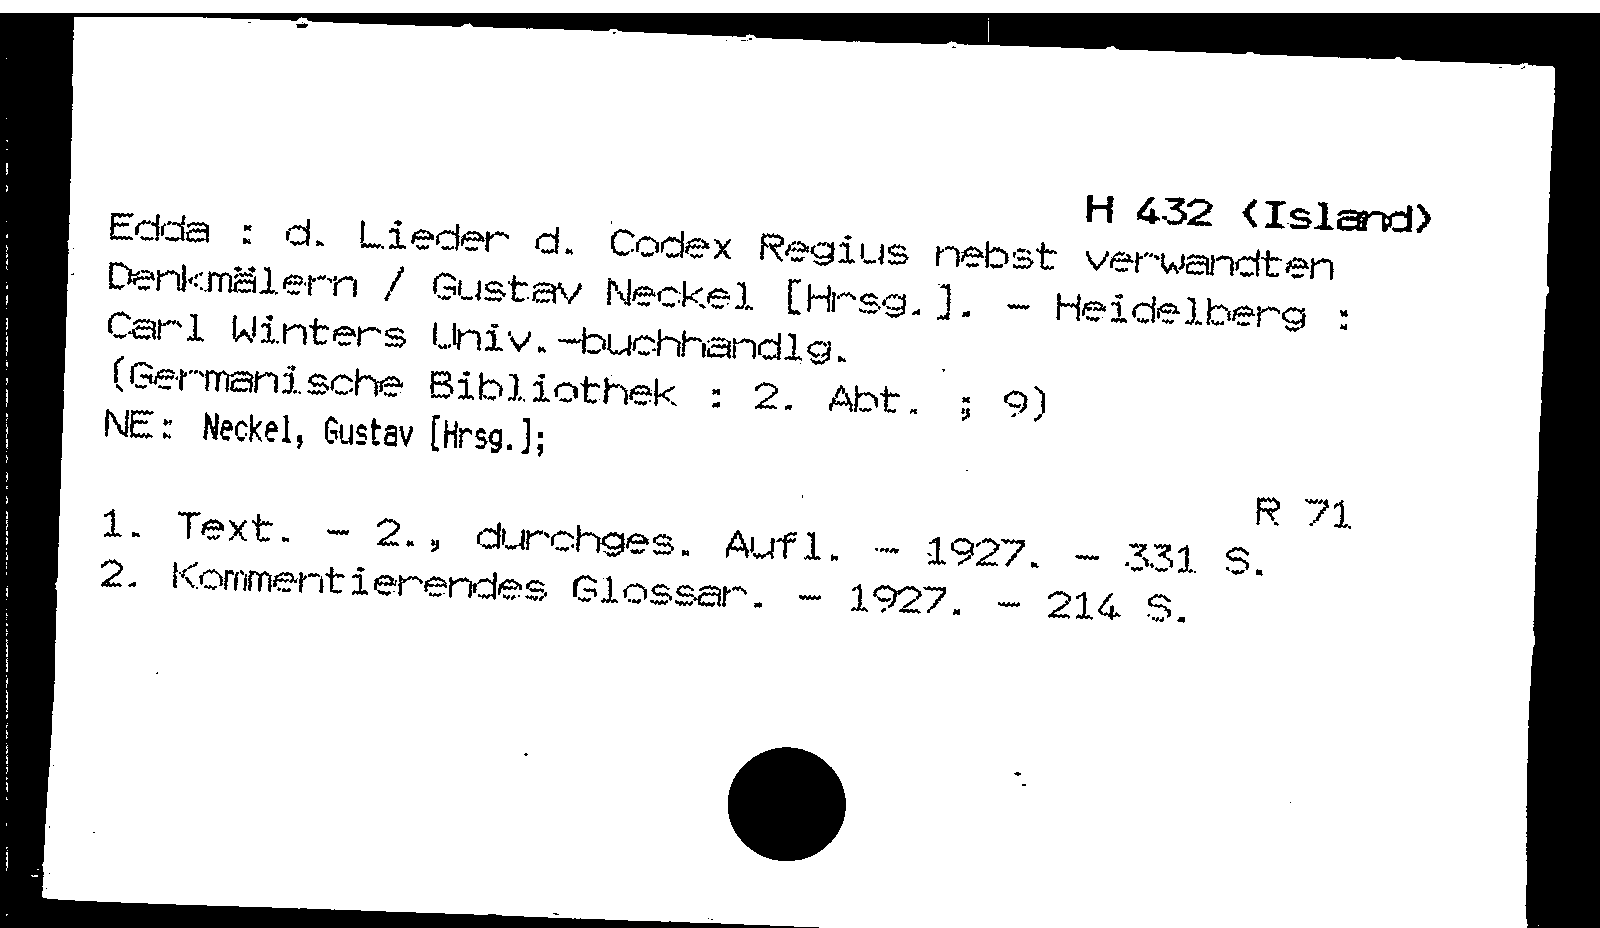 H 432 (Island)
Edda : d. Lieder d. Codex Regius nebst verwandten
Denkmälern / Gustav Neckel [Hrsg.]. - Heidelberg :
Carl Winters Univ.-buchhandlg.
(Germanische Bibliothek : 2. Abt. ; 9)
NE: Neckel, Gustav [Hrsg.];
R 71
1. Text. - 2., durchges. Aufl. - 1927. - 331 S.
2. Kommentierendes Glossar. - 1927. - 214 S.